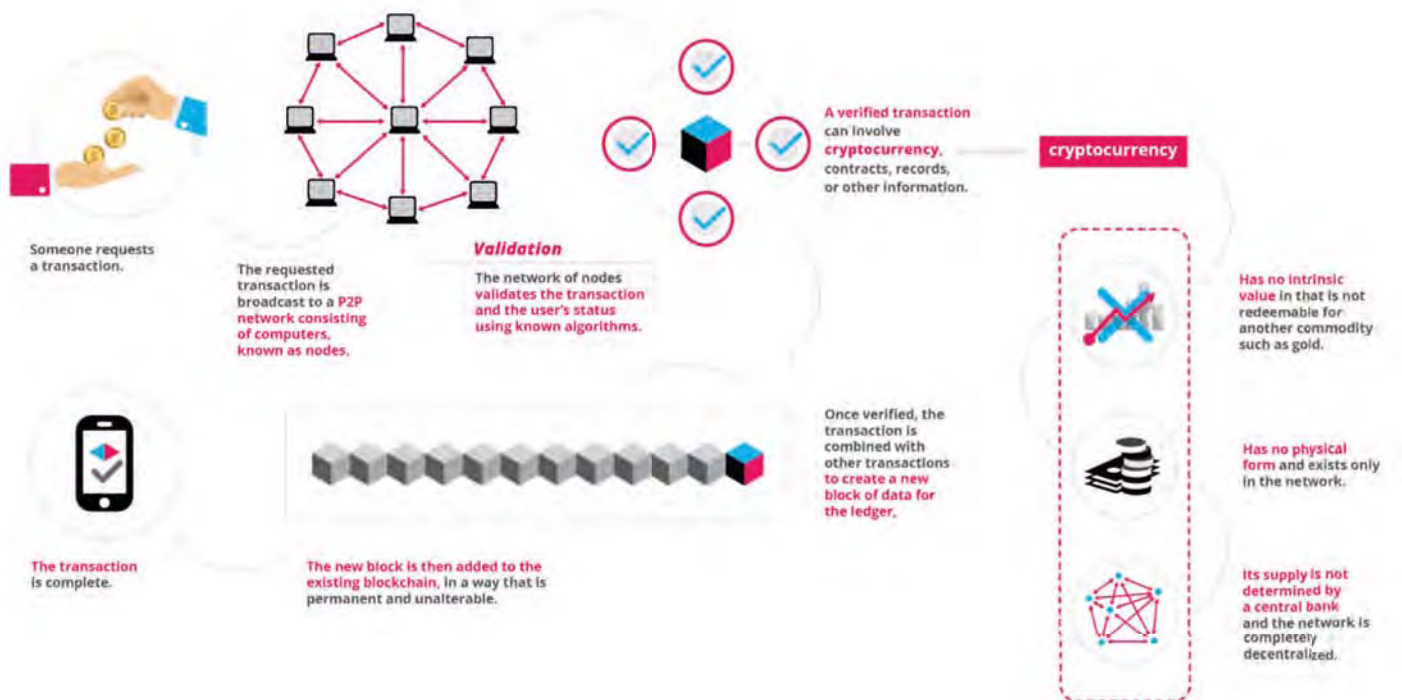 Someone requests
a transaction.
The requested
transaction is
broadcast to a P2P
network consisting
of computers,
known as nodes.
Validation
The network of nodes
validates the transaction
and the user's status
using known algorithms.
A verified transaction
can involve
cryptocurrency,
contracts, records,
or other information.
cryptocurrency
Has no intrinsic
value in that is not
redeemable for
another commodity
such as gold.
Has no physical
form and exists only
in the network.
Its supply is not
determined by
a central bank
and the network is
completely
decentralized.
Once verified, the
transaction is
combined with
other transactions
to create a new
block of data for
the ledger.
The new block is then added to the
existing blockchain, in a way that is
permanent and unalterable.
The transaction
is complete.